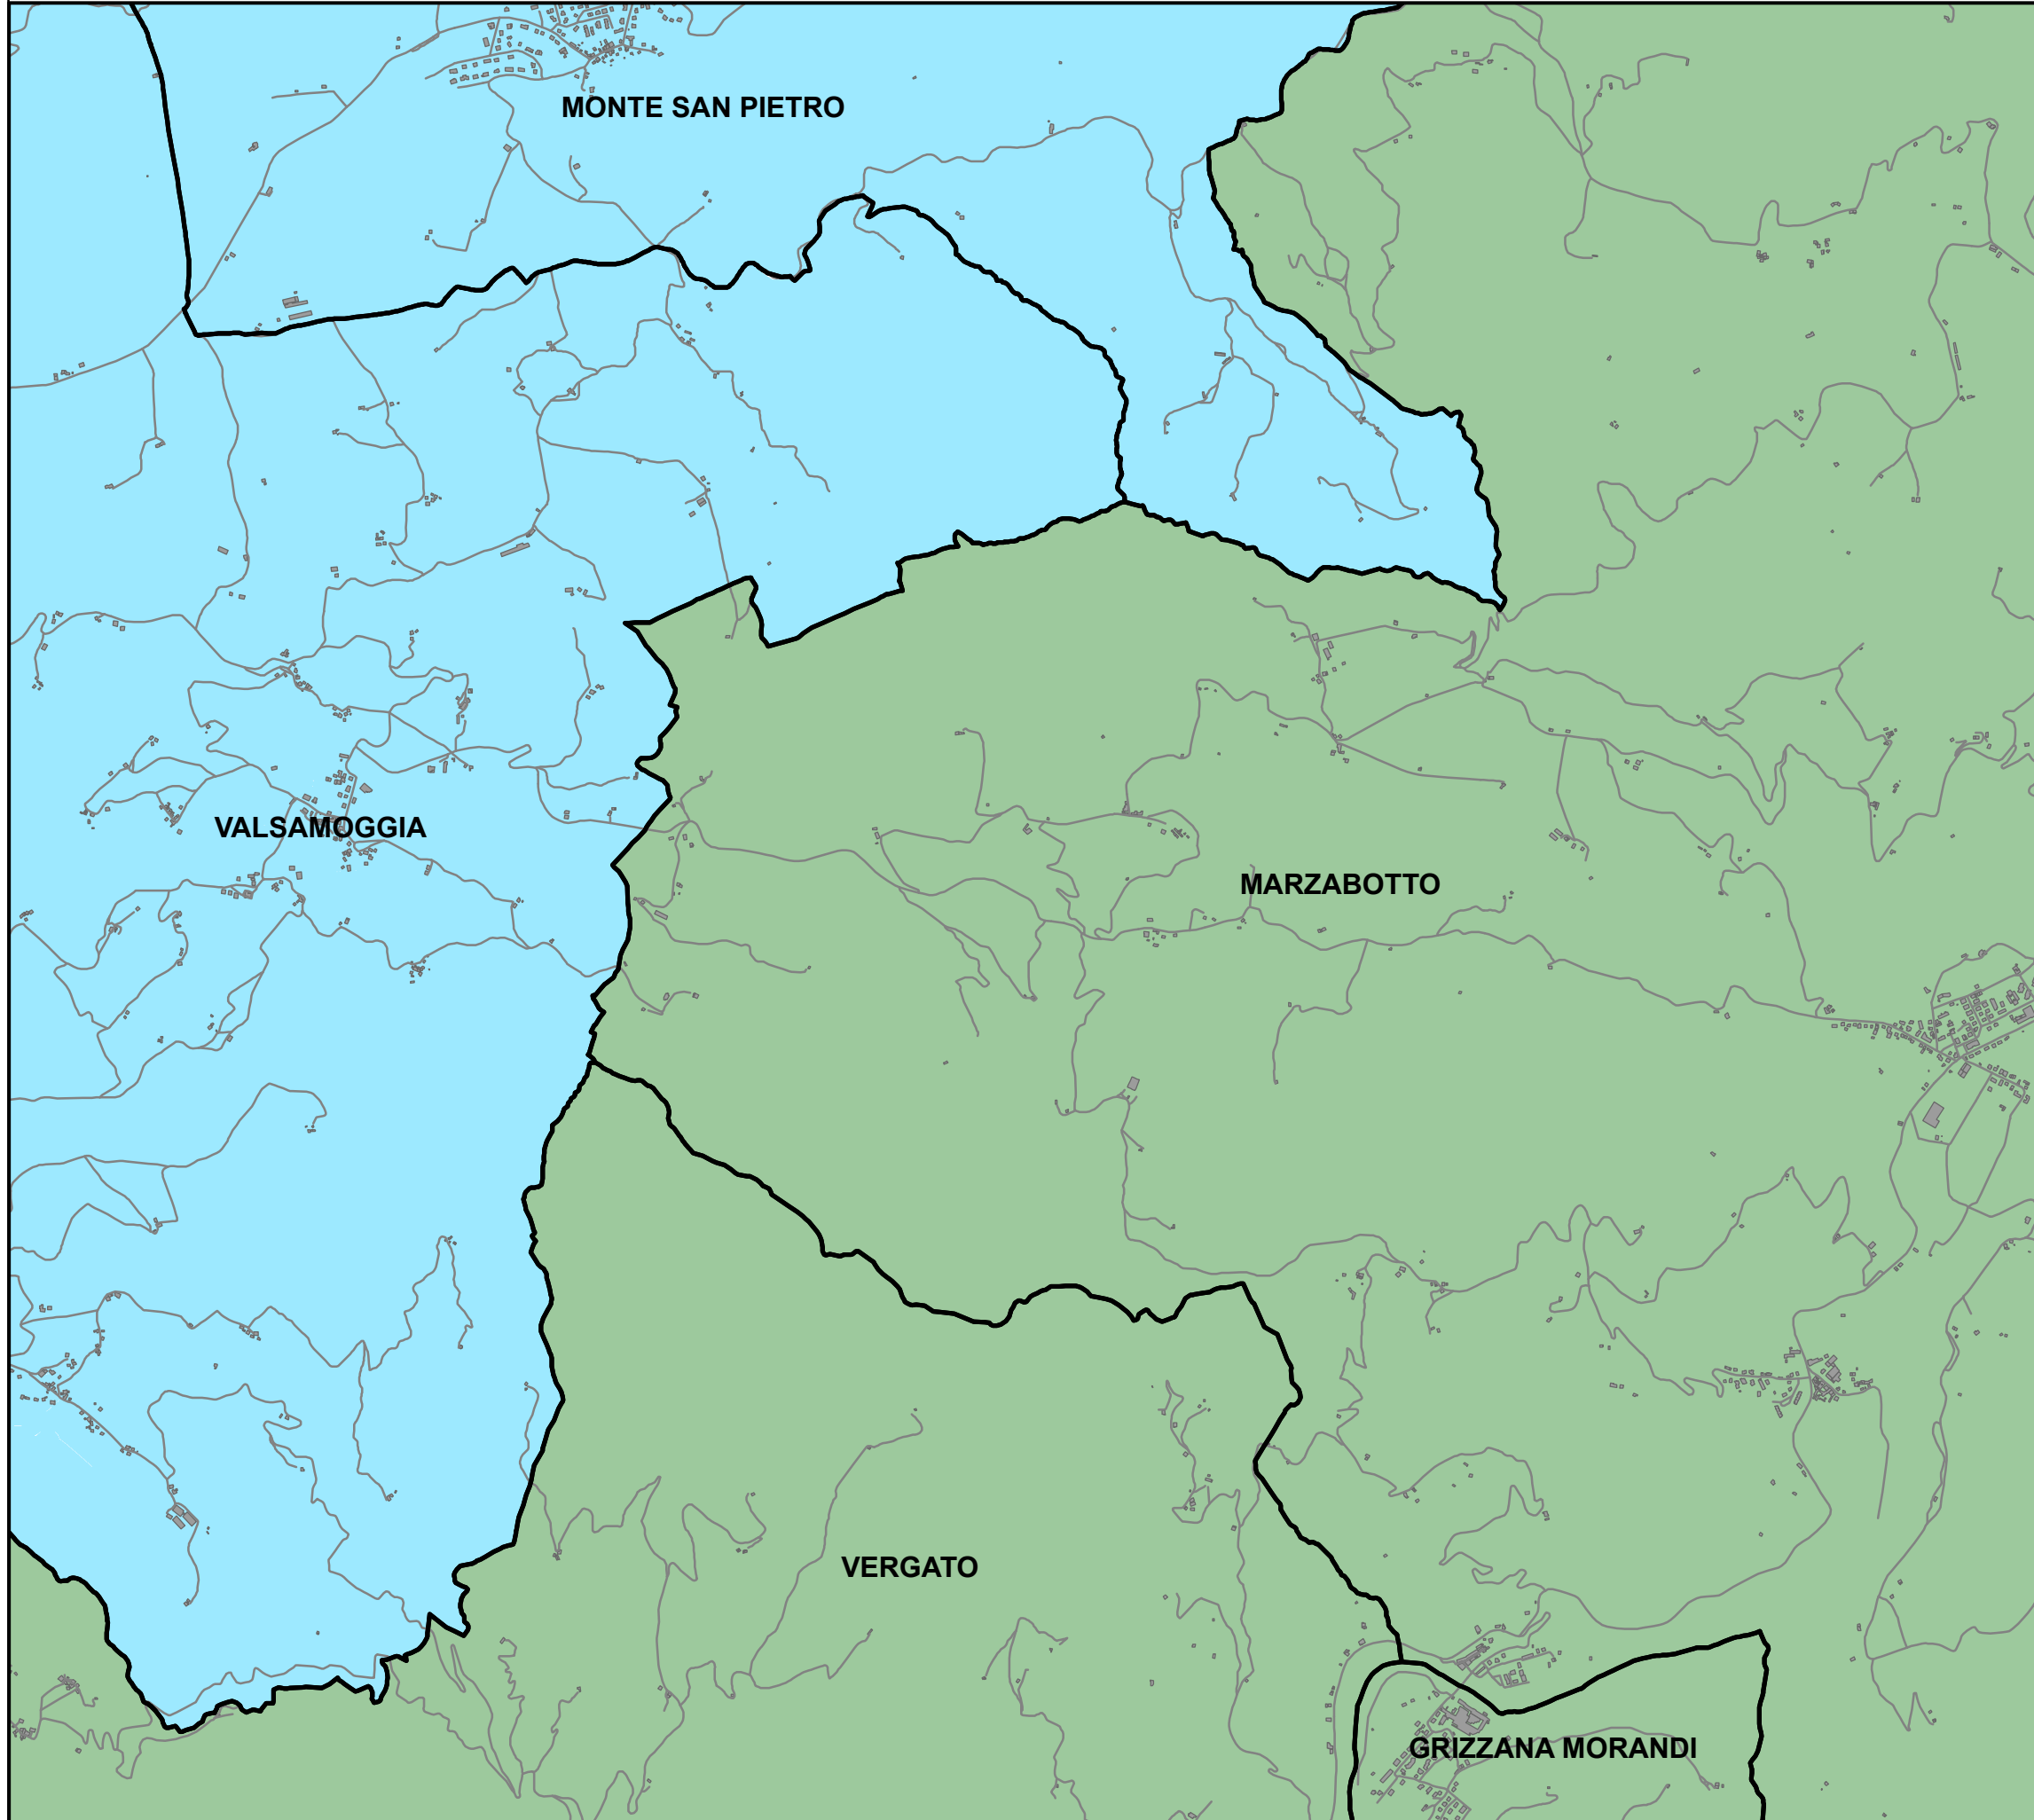 MONTE SAN PIETRO
VALSAMOGGIA
MARZABOTTO
VERGATO
GRIZZANA MORANDI